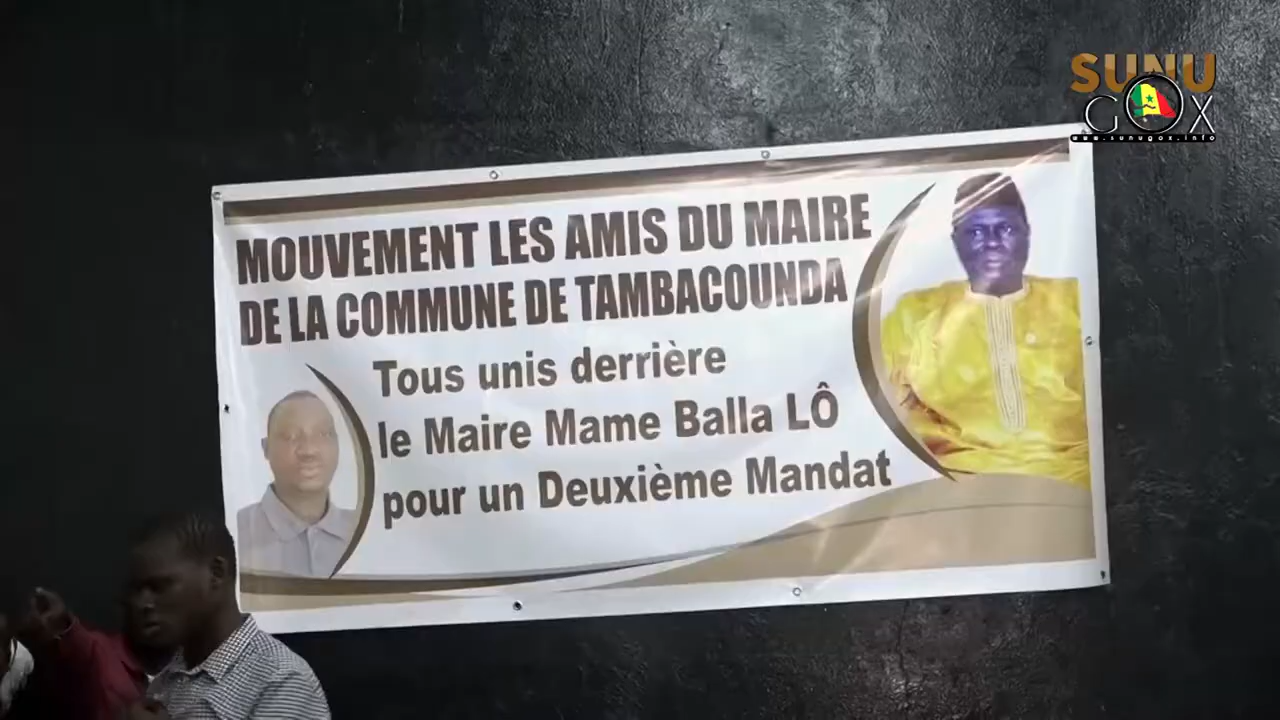 SUNU
GOX
www.sunugox.info
MOUVEMENT LES AMIS DU MAIRE
DE LA COMMUNE DE TAMBACOUNDA
Tous unis derrière
le Maire Mame Balla LÔ
pour un Deuxième Mandat